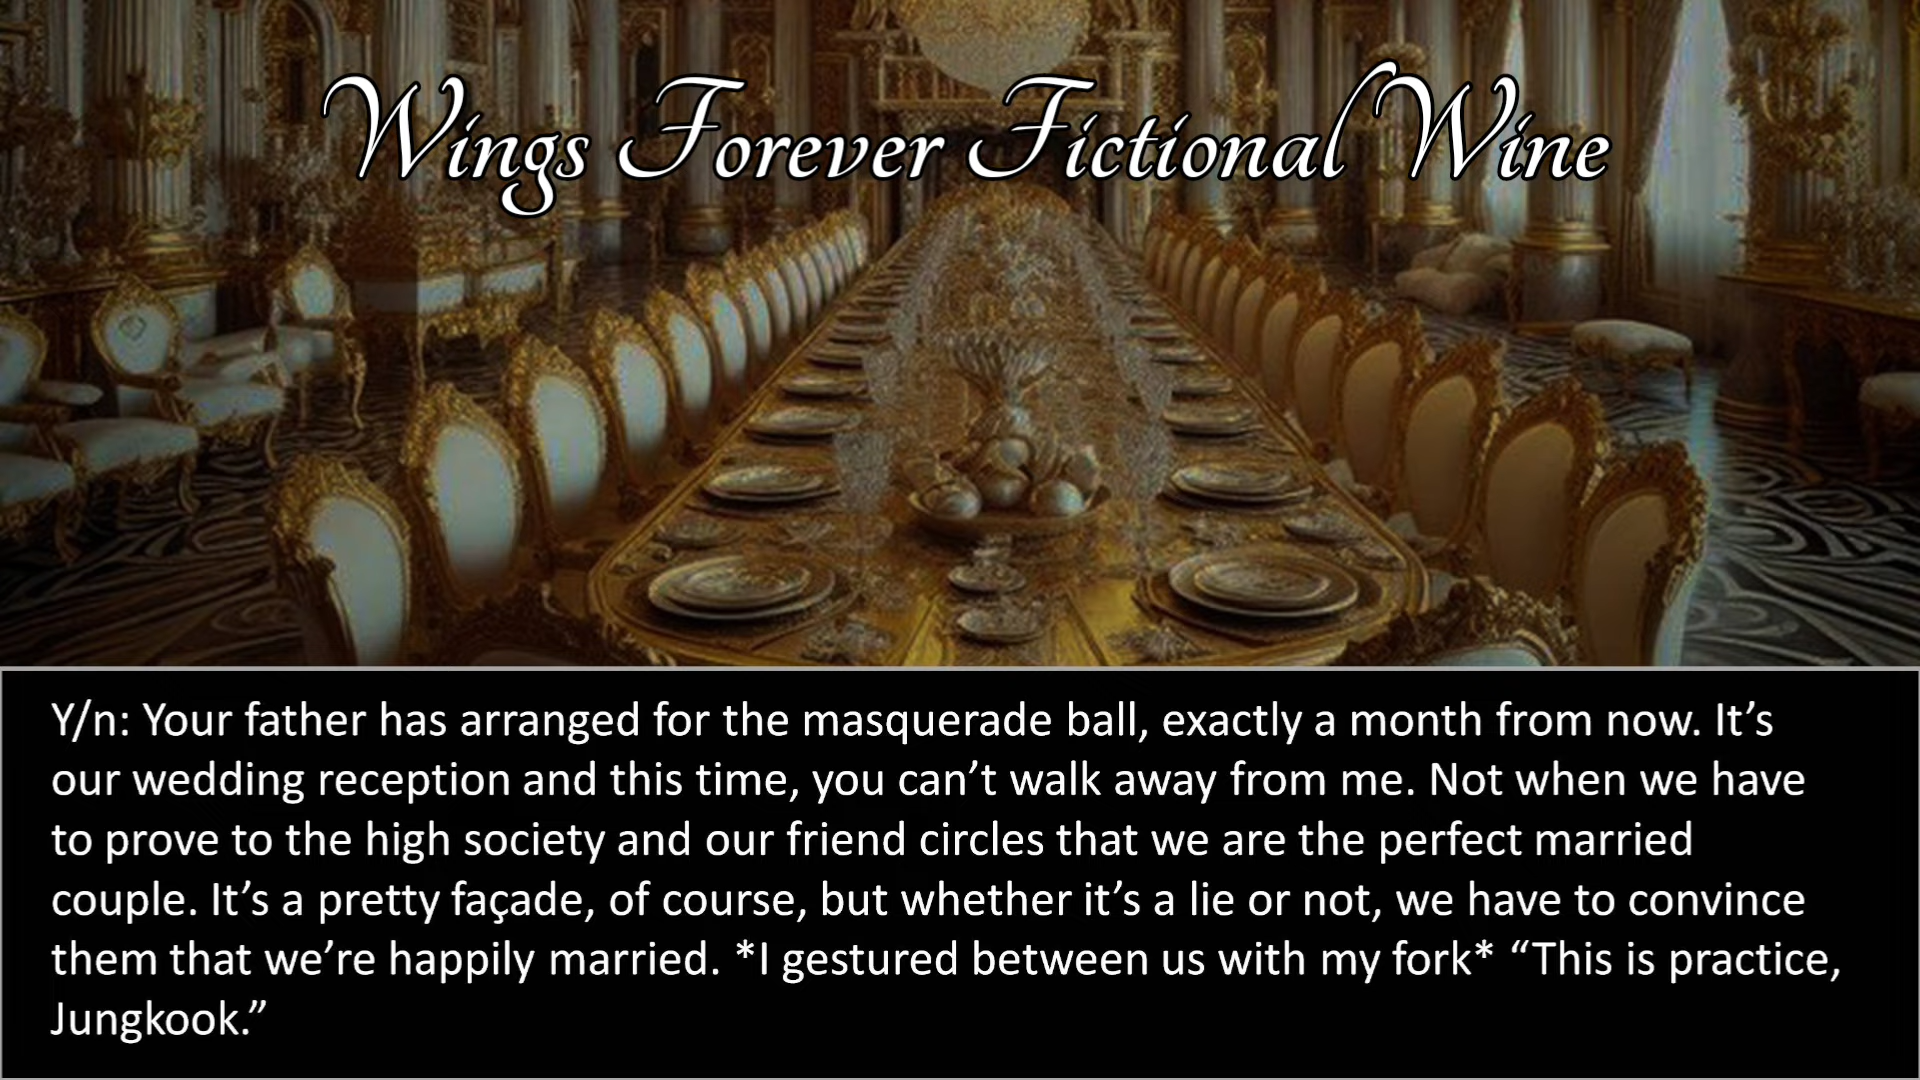 Wings Forever Fictional Wine
Y/n: Your father has arranged for the masquerade ball, exactly a month from now. It’s
our wedding reception and this time, you can’t walk away from me. Not when we have
to prove to the high society and our friend circles that we are the perfect married
couple. It’s a pretty façade, of course, but whether it’s a lie or not, we have to convince
them that we’re happily married. *I gestured between us with my fork* “This is practice,
Jungkook.”